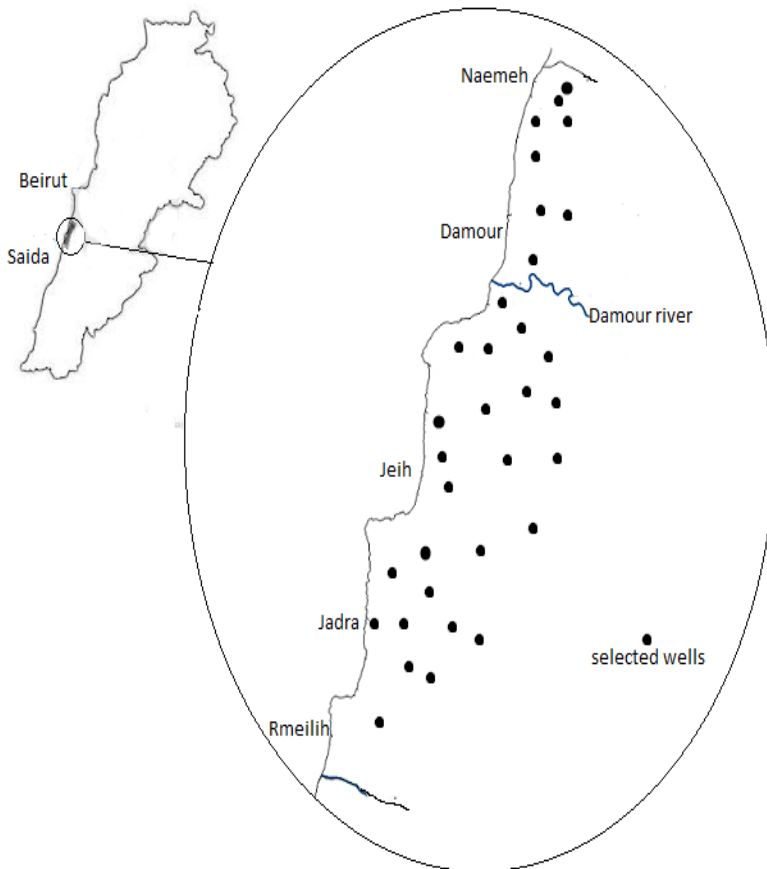 Naemeh
Beirut
Damour
Saida
Damour river
Jeih
Jadra
selected wells
Rmeilih